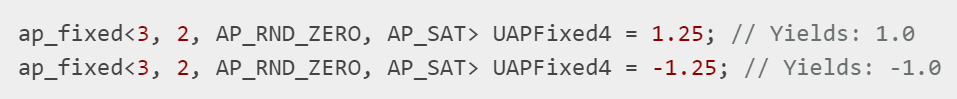 ap_fixed<3, 2, AP_RND_ZERO, AP_SAT> UAPFixed4 = 1.25; // Yields: 1.0
ap_fixed<3, 2, AP_RND_ZERO, AP_SAT> UAPFixed4 = -1.25; // Yields: -1.0